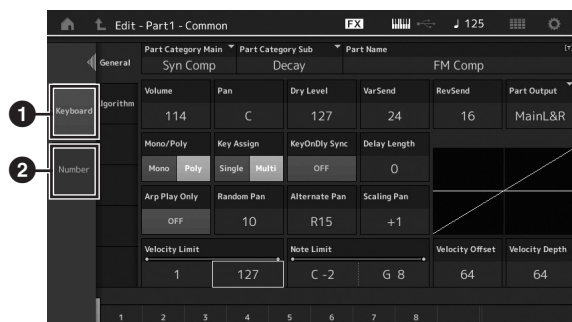 Edit - Part1 - Common
FX
♩ 125
Part Category Main
Part Category Sub
Part Name
Syn Comp
Decay
FM Comp
General
Volume
Pan
Dry Level
VarSend
RevSend
Part Output
1
Keyboard
lgorithm
114
C
127
24
16
MainL&R
Mono/Poly
Key Assign
KeyOnDly Sync
Delay Length
2
Number
Mono
Poly
Single
Multi
OFF
0
Arp Play Only
Random Pan
Alternate Pan
Scaling Pan
OFF
10
R15
+1
Velocity Limit
Note Limit
Velocity Offset
Velocity Depth
1
127
C -2
G 8
64
64
1 2 3 4 5 6 7 8